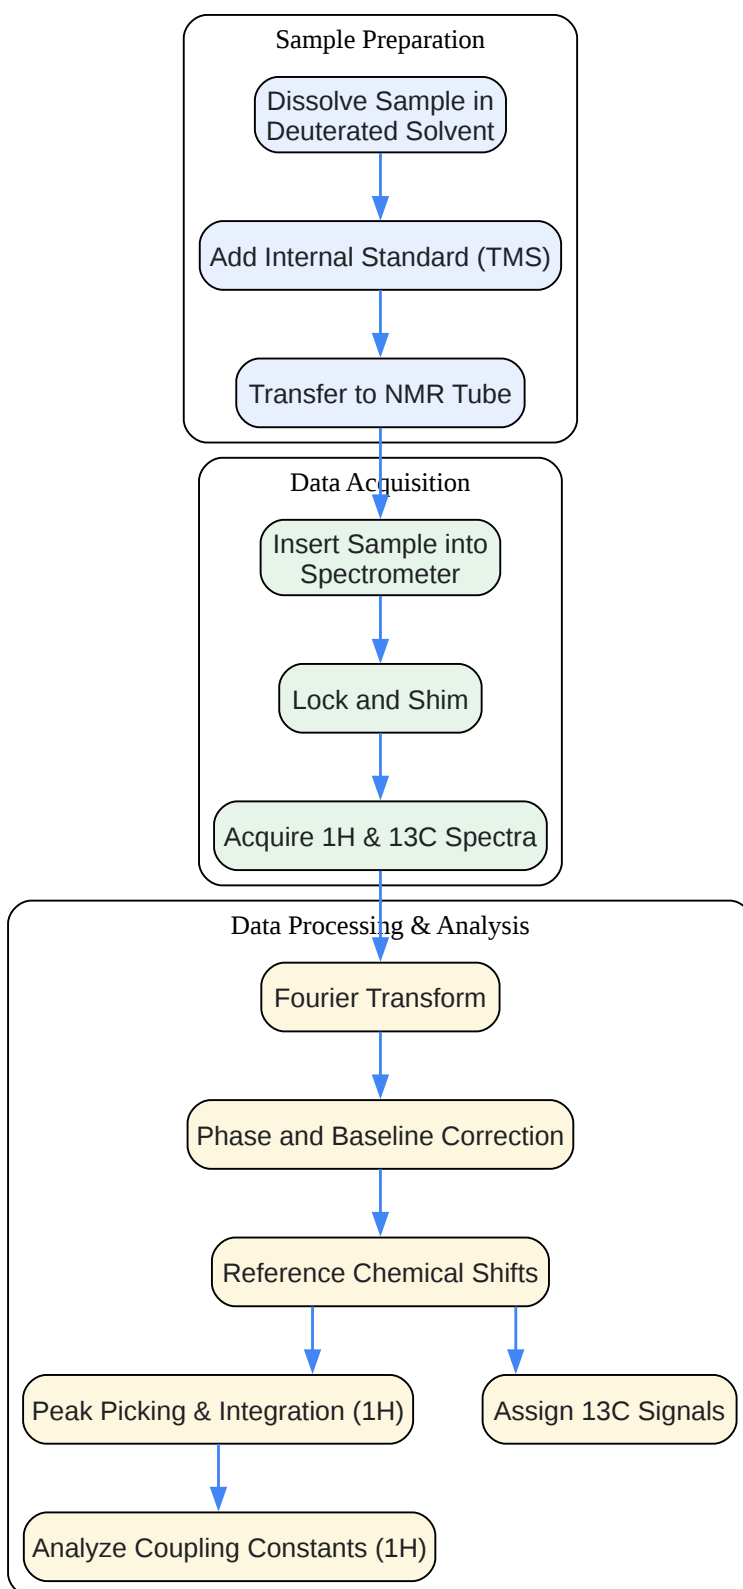 Sample Preparation
Dissolve Sample in
Deuterated Solvent
Add Internal Standard (TMS)
Transfer to NMR Tube
Data Acquisition
Insert Sample into
Spectrometer
Lock and Shim
Acquire 1H & 13C Spectra
Data Processing & Analysis
Fourier Transform
Phase and Baseline Correction
Reference Chemical Shifts
Peak Picking & Integration (1H)
Assign 13C Signals
Analyze Coupling Constants (1H)